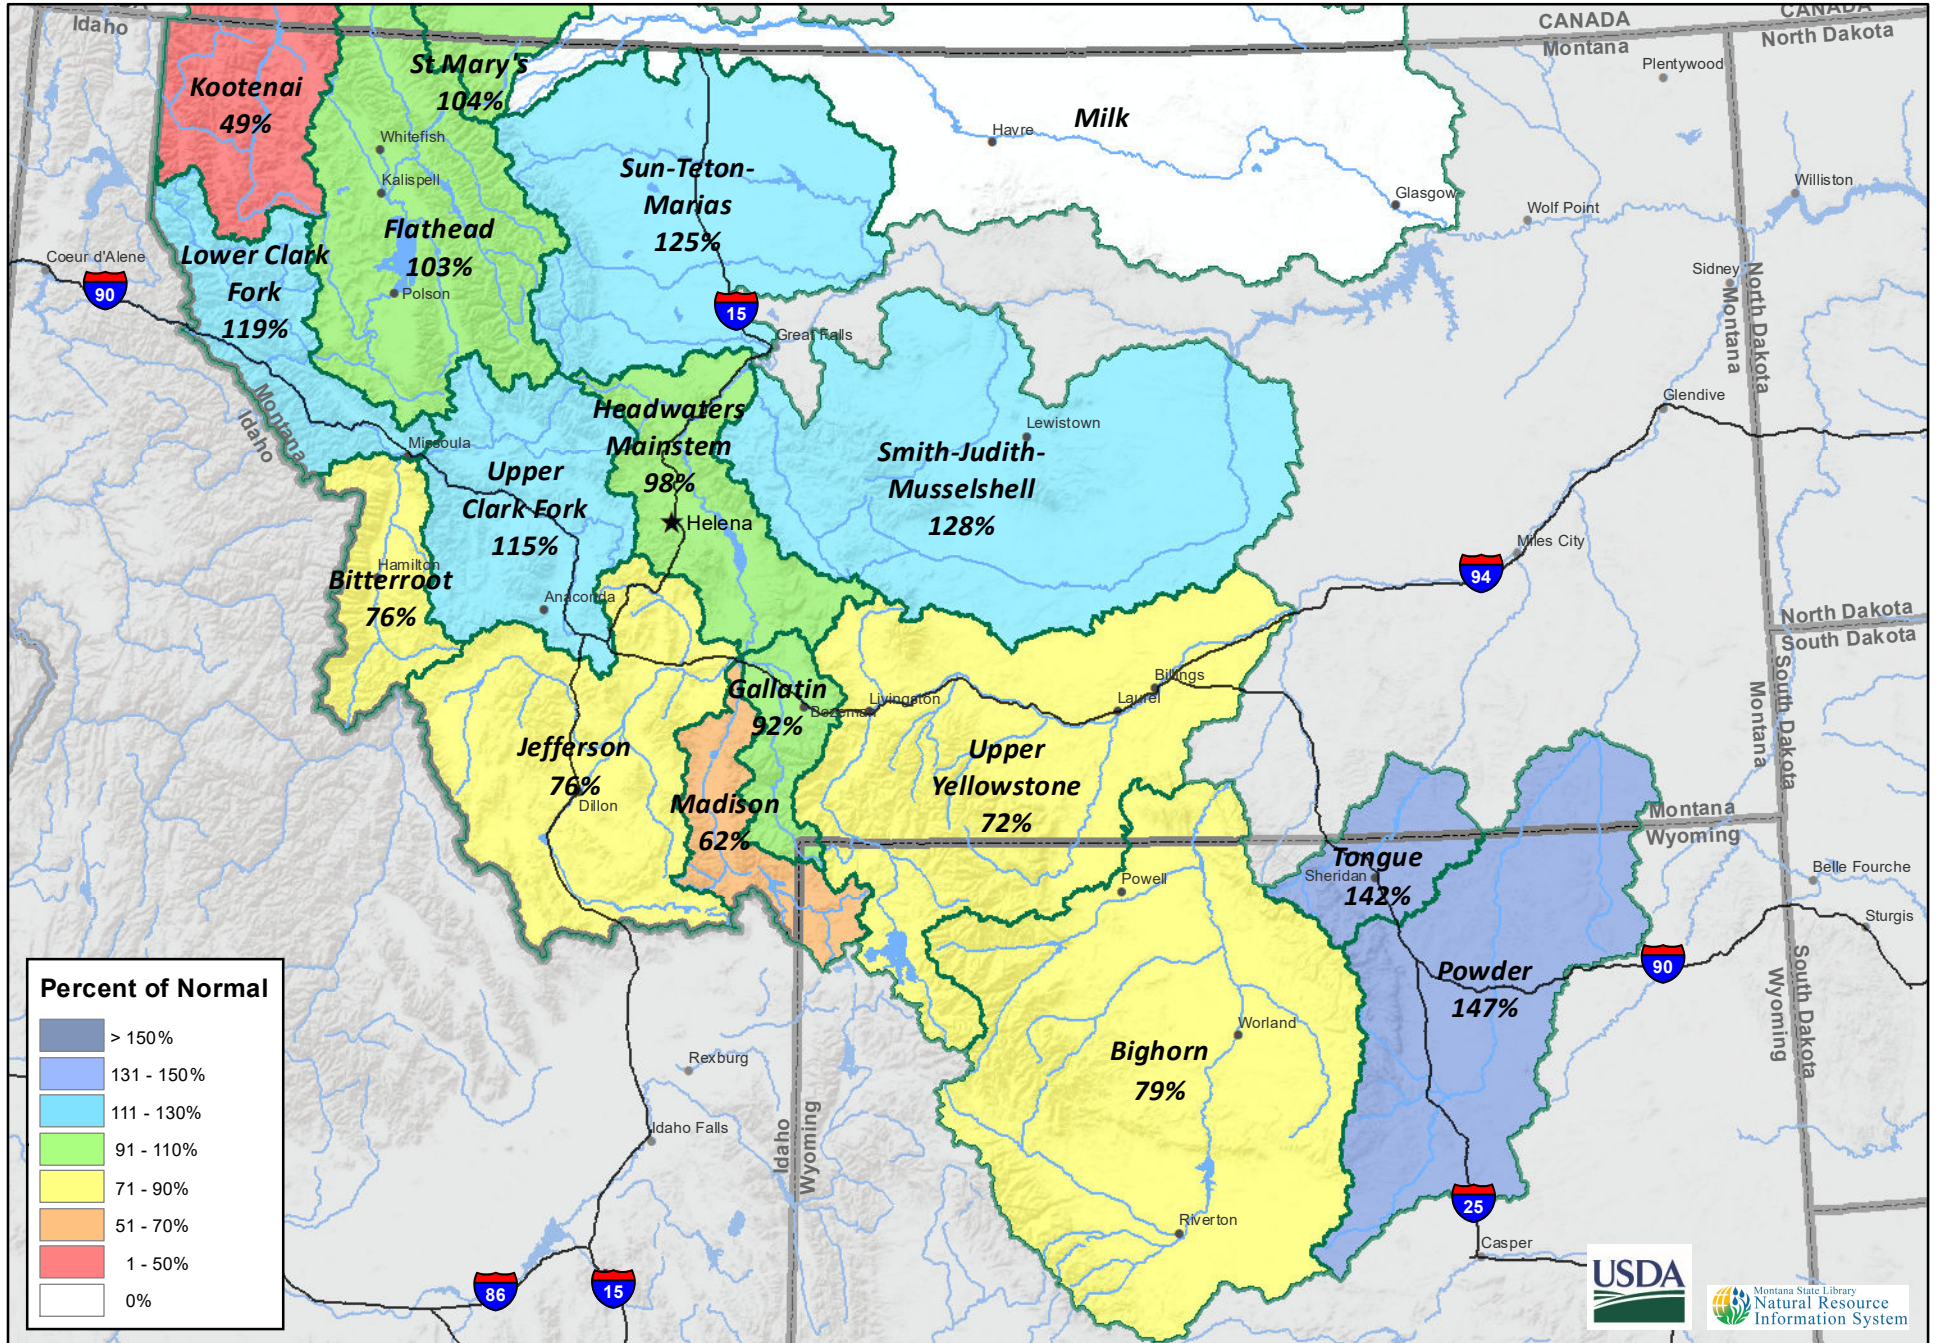 CANADA
Montana
CANADA
North Dakota
Idaho
Kootenai
49%
St Mary's
104%
Whitefish
Kalispell
Flathead
103%
Polson
Sun-Teton-
Marias
125%
15
Havre
Milk
Glasgow
Plentywood
Williston
Wolf Point
Sidney
Montana
North Dakota
Coeur d'Alene
90
Lower Clark
Fork
119%
Montana
Idaho
Missoula
Great Falls
Headwaters
Mainstem
98%
Helena
Lewistown
Smith-Judith-
Musselshell
128%
Glendive
Miles City
94
Upper
Clark Fork
115%
Anaconda
Hamilton
Bitterroot
76%
North Dakota
South Dakota
Montana
South Dakota
Gallatin
92%
Bozeman
Livingston
Laurel
Billings
Jefferson
76%
Dillon
Madison
62%
Upper
Yellowstone
72%
Montana
Wyoming
Powell
Tongue
142%
Sheridan
Belle Fourche
Sturgis
90
Powder
147%
South Dakota
Wyoming
Worland
Bighorn
79%
Riverton
25
Casper
Rexburg
Idaho Falls
Idaho
Wyoming
86
15
Percent of Normal
> 150%
131 - 150%
111 - 130%
91 - 110%
71 - 90%
51 - 70%
1 - 50%
0%
USDA
Montana State Library
Natural Resource
Information System